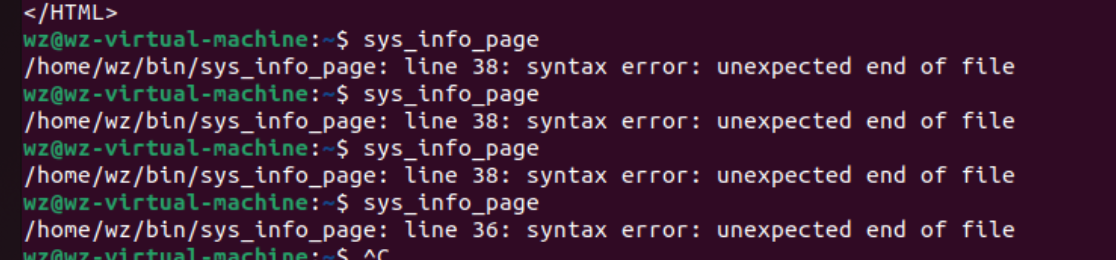 </HTML>
wz@wz-virtual-machine:~$ sys_info_page
/home/wz/bin/sys_info_page: line 38: syntax error: unexpected end of file
wz@wz-virtual-machine:~$ sys_info_page
/home/wz/bin/sys_info_page: line 38: syntax error: unexpected end of file
wz@wz-virtual-machine:~$ sys_info_page
/home/wz/bin/sys_info_page: line 38: syntax error: unexpected end of file
wz@wz-virtual-machine:~$ sys_info_page
/home/wz/bin/sys_info_page: line 36: syntax error: unexpected end of file
wz@wz-virtual-machine:~$ ^C